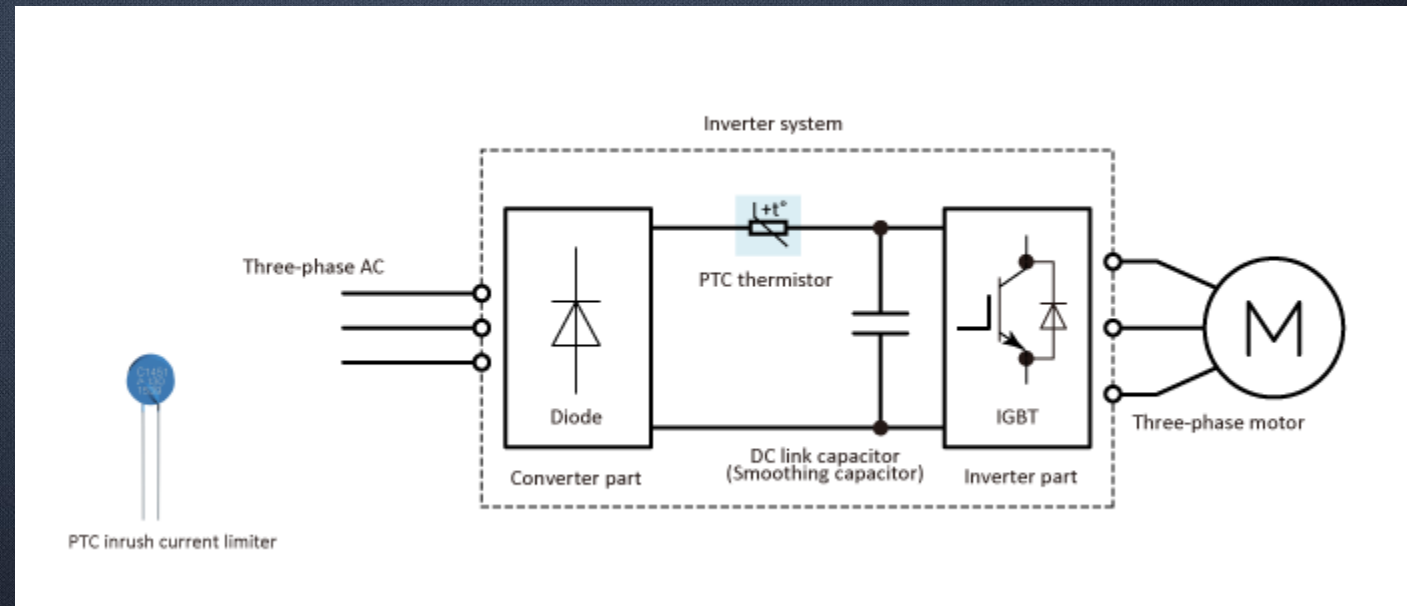 Inverter system
+t°
Three-phase AC
PTC thermistor
M
Diode
IGBT
Three-phase motor
DC link capacitor
(Smoothing capacitor)
Converter part
Inverter part
C1451
PTC inrush current limiter